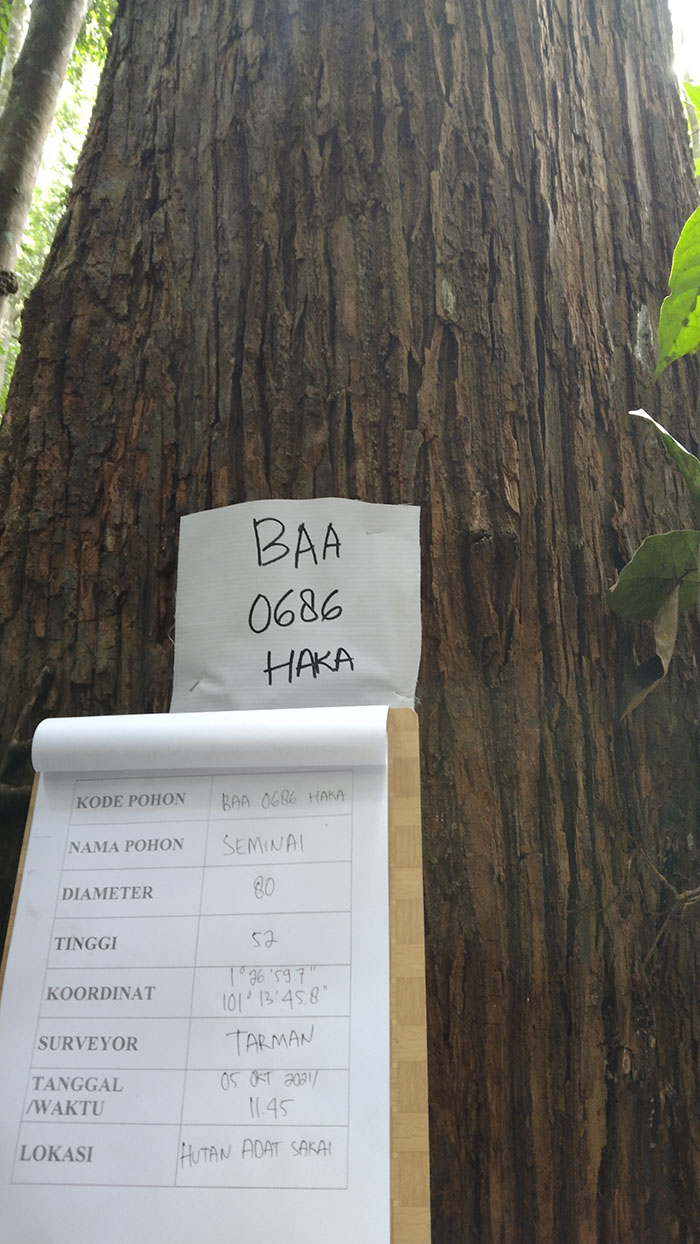 BAA
0686
HAKA
KODE POHON BAA 0686 HAKA
NAMA POHON SEMINAI
DIAMETER 80
TINGGI 52
KOORDINAT 1° 26' 59.7"
101° 13' 45.8"
SURVEYOR TARMAN
TANGGAL 05 OKT 2021/
/WAKTU 11.45
LOKASI HUTAN ADAT SAKAI